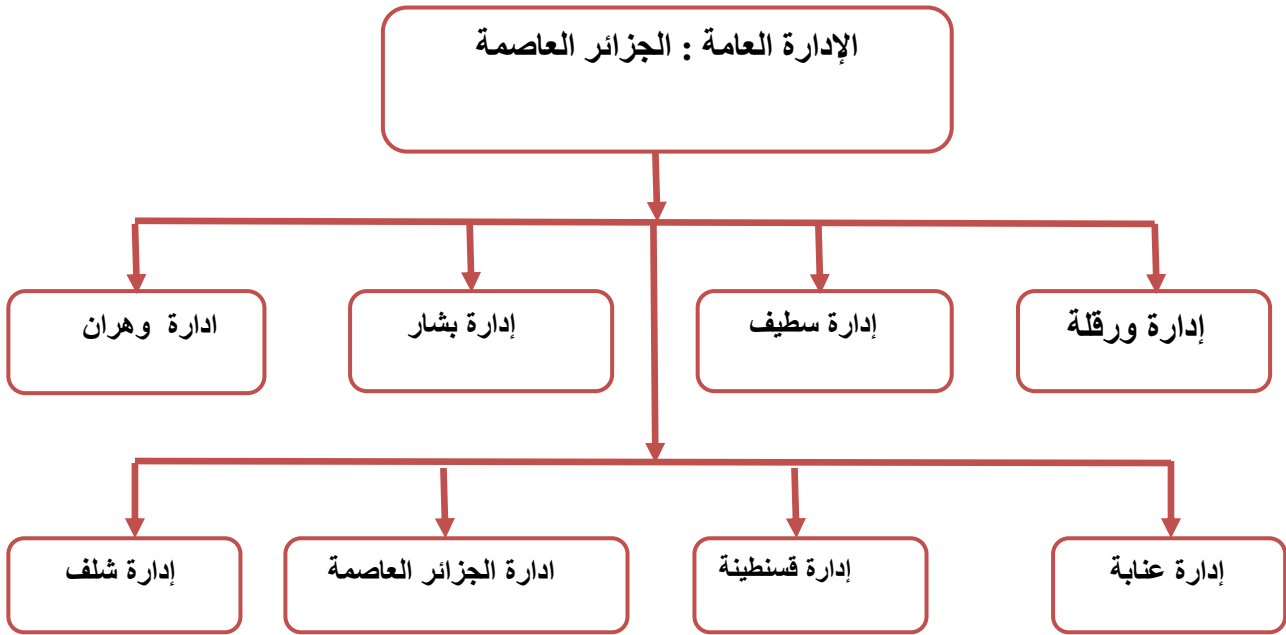 الإدارة العامة : الجزائر العاصمة
إدارة ورقلة
إدارة سطيف
إدارة بشار
ادارة وهران
إدارة عنابة
إدارة قسنطينة
ادارة الجزائر العاصمة
إدارة شلف